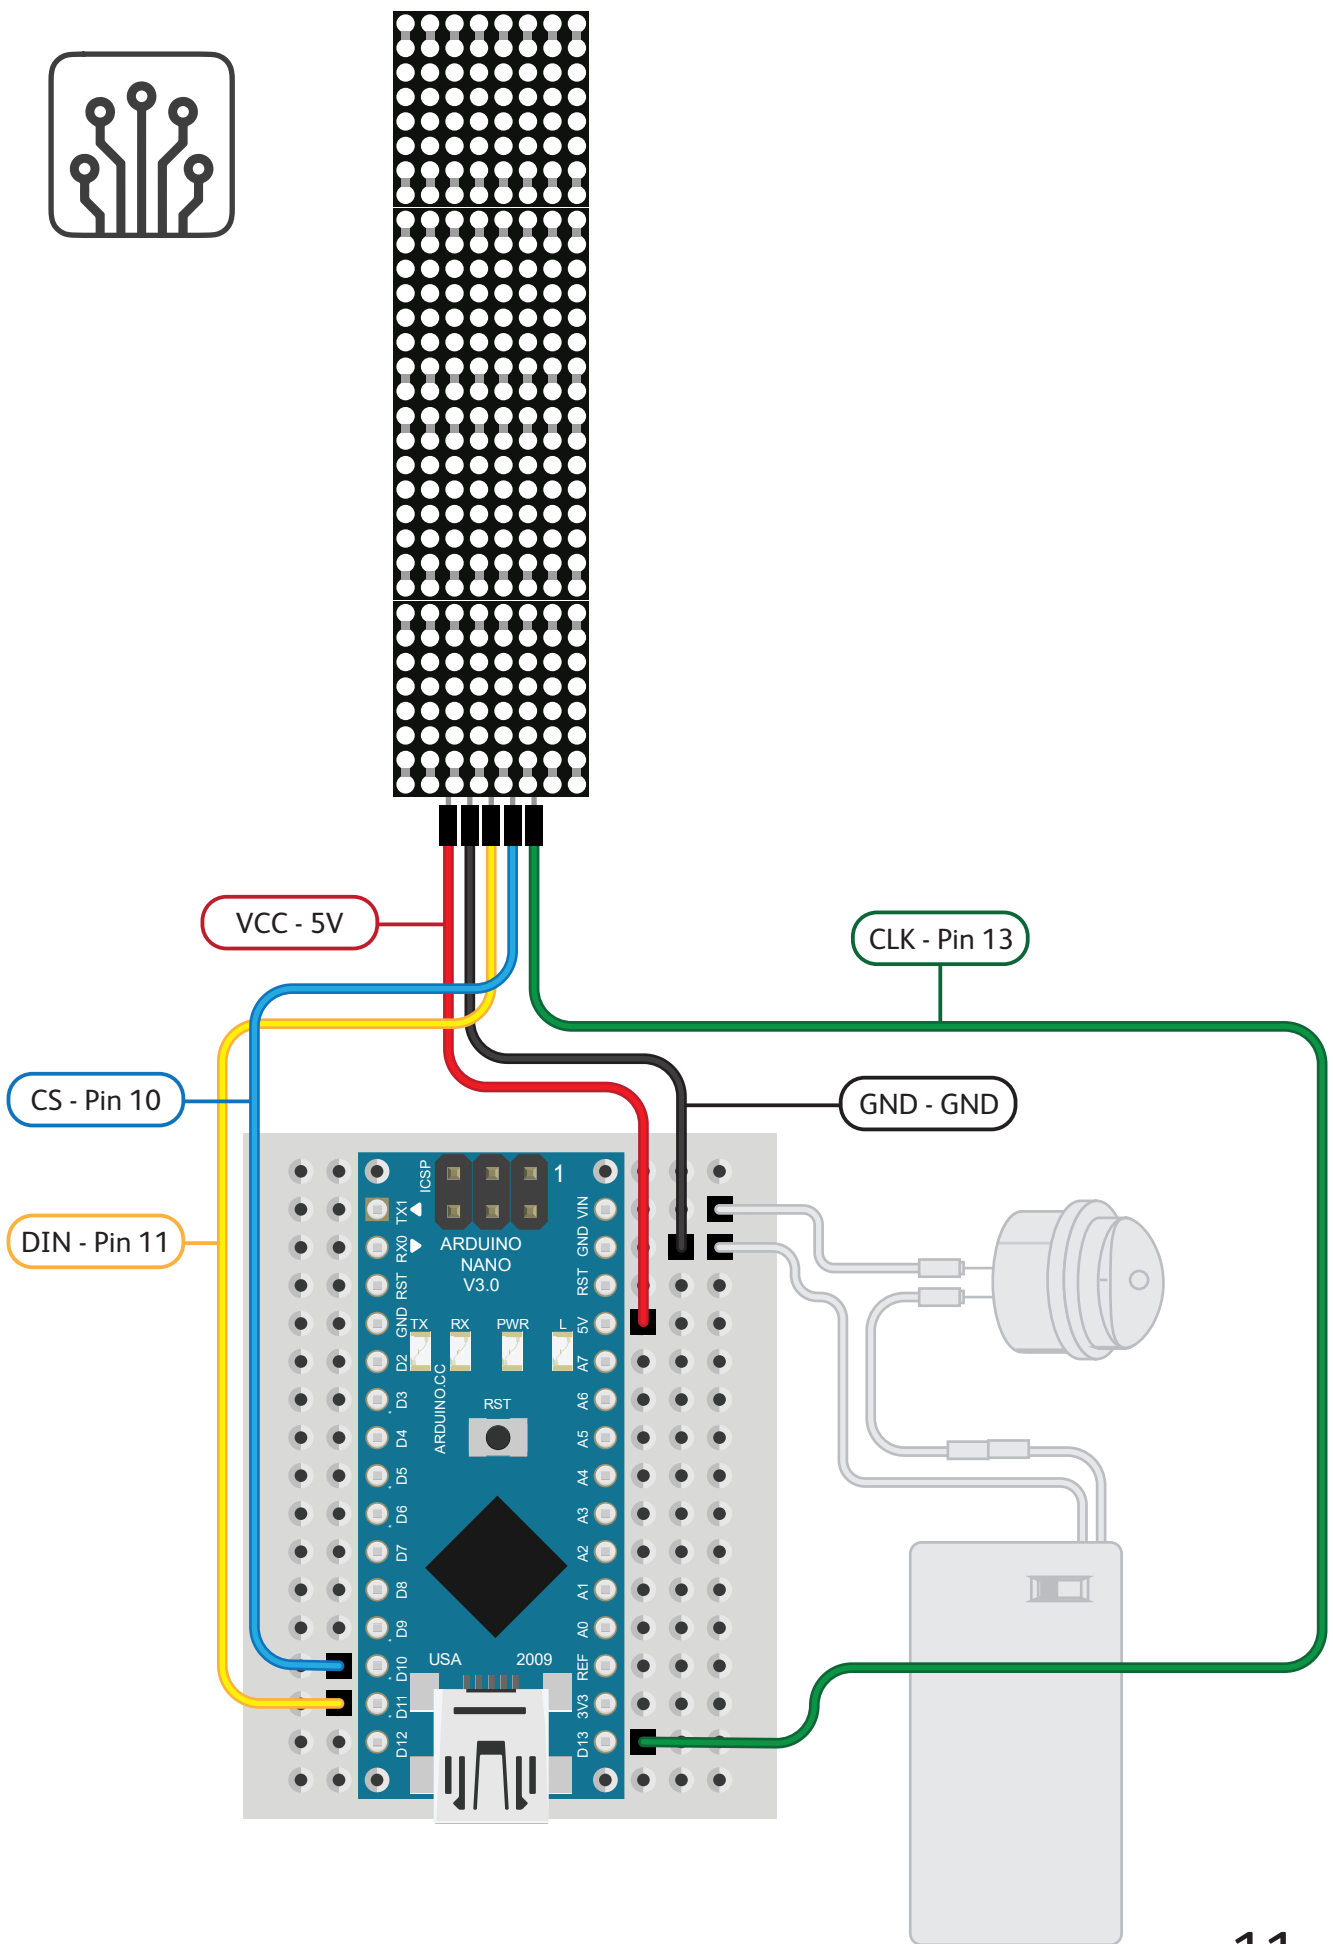 VCC - 5V
CLK - Pin 13
CS - Pin 10
GND - GND
DIN - Pin 11
ICSP
1
TX1
RX0
RST
GND
D2
D3
D4
D5
D6
D7
D8
D9
D10
D11
D12
ARDUINO
NANO
V3.0
TX RX PWR L
ARDUINO.CC
RST
USA 2009
VIN
GND
RST
5V
A7
A6
A5
A4
A3
A2
A1
A0
REF
3V3
D13
11